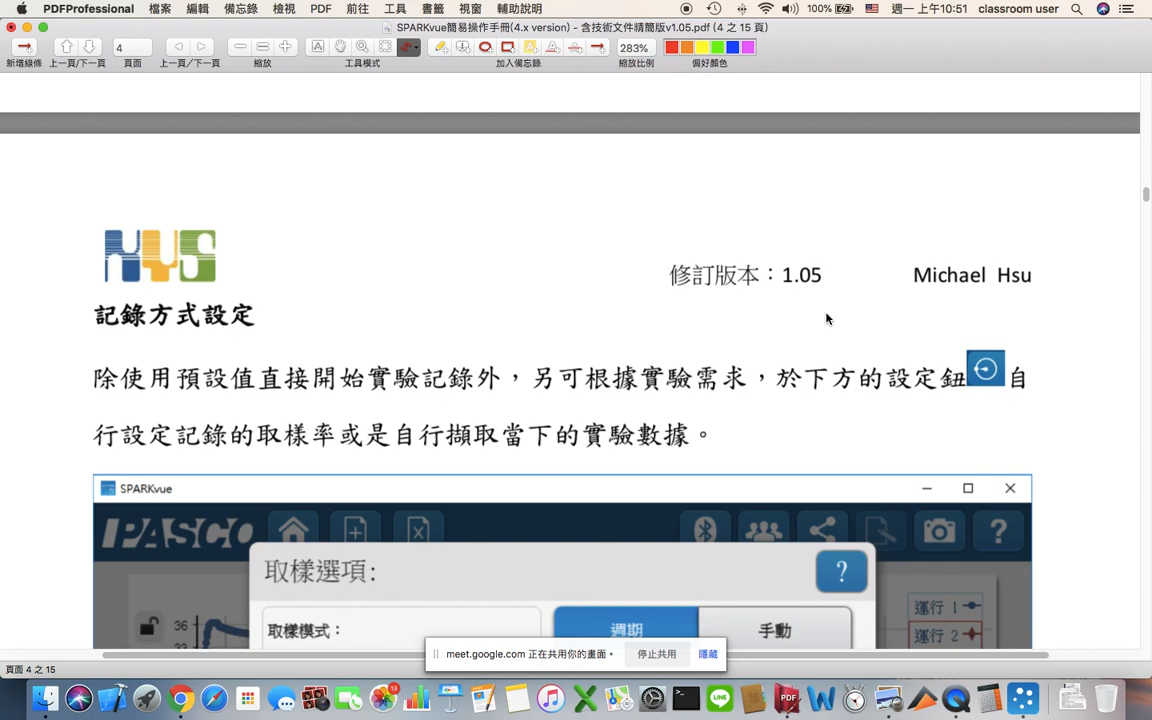 PDFProfessional 檔案 編輯 備忘錄 檢視 PDF 前往 工具 書籤 視窗 輔助說明 100% 週一 上午10:51 classroom user
SPARKvue簡易操作手冊(4.x version) - 含技術文件精簡版v1.05.pdf (4 之 15 頁)
4 283%
新增線條 上一頁/下一頁 頁面 上一頁/下一頁 縮放 工具模式 加入備忘錄 縮放比例 偏好顏色
修訂版本：1.05 Michael Hsu
記錄方式設定
除使用預設值直接開始實驗記錄外，另可根據實驗需求，於下方的設定鈕自
行設定記錄的取樣率或是自行擷取當下的實驗數據。
SPARKvue
PASCO ?
取樣選項: ?
運行 1
取樣模式： 週期 手動
36 運行 2
meet.google.com 正在共用你的畫面。 停止共用 隱藏
頁面 4 之 15
13